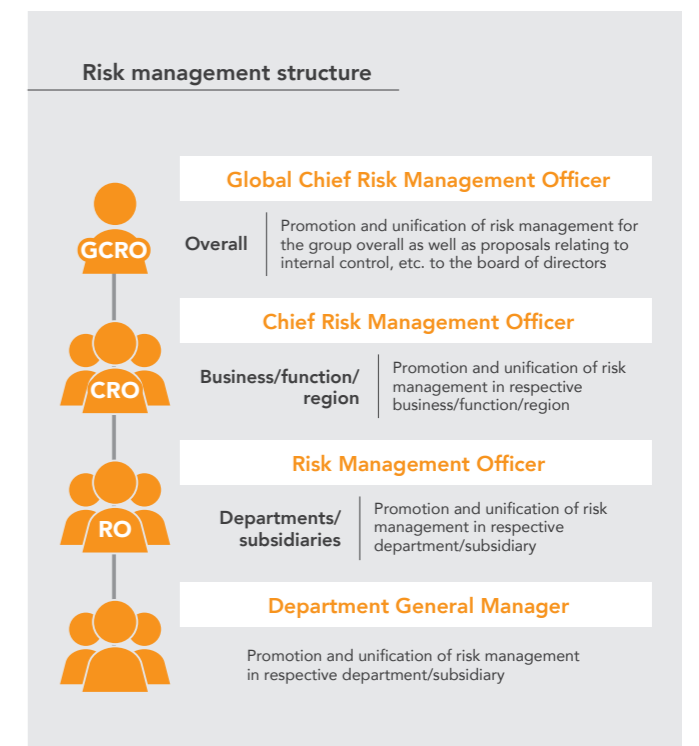 Risk management structure
Global Chief Risk Management Officer
GCRO
Overall
Promotion and unification of risk management for
the group overall as well as proposals relating to
internal control, etc. to the board of directors
Chief Risk Management Officer
CRO
Business/function/
region
Promotion and unification of risk
management in respective
business/function/region
Risk Management Officer
RO
Departments/
subsidiaries
Promotion and unification of risk
management in respective
department/subsidiary
Department General Manager
Promotion and unification of risk management
in respective department/subsidiary